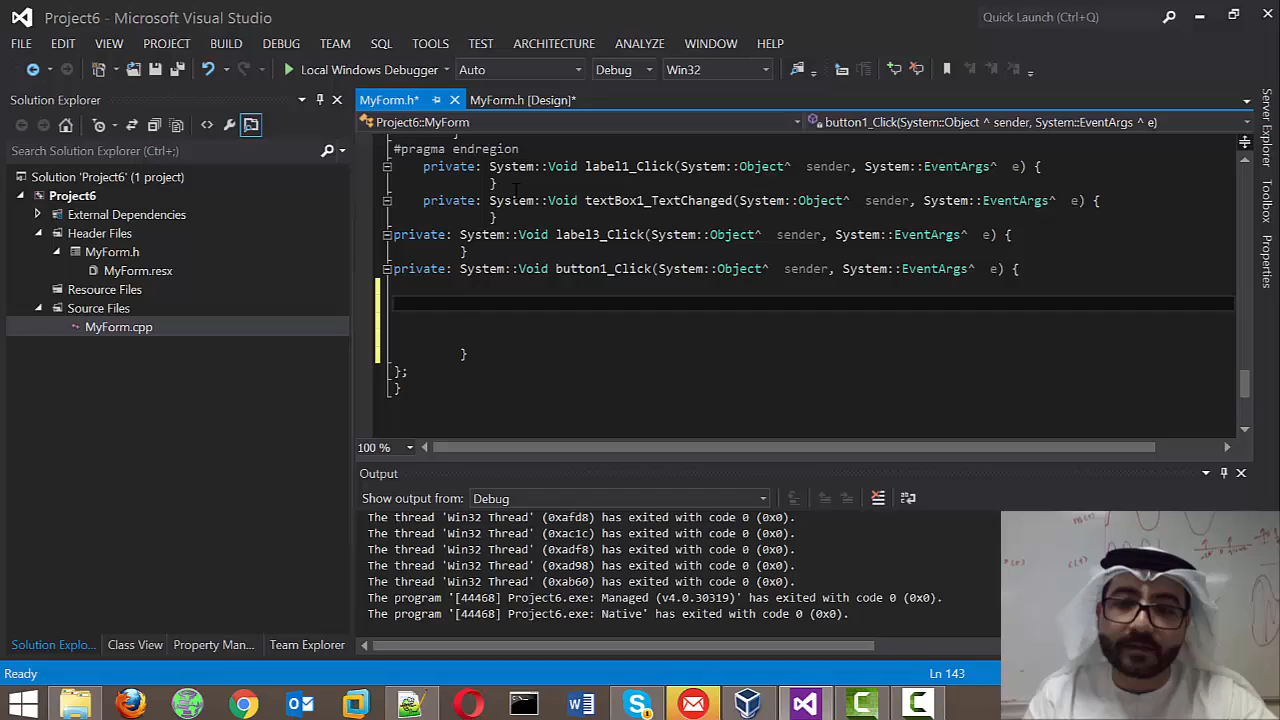 Project6 - Microsoft Visual Studio
Quick Launch (Ctrl+Q)
FILE EDIT VIEW PROJECT BUILD DEBUG TEAM SQL TOOLS TEST ARCHITECTURE ANALYZE WINDOW HELP
Local Windows Debugger Auto Debug Win32
Solution Explorer
Search Solution Explorer (Ctrl+;)
Solution 'Project6' (1 project)
Project6
External Dependencies
Header Files
MyForm.h
MyForm.resx
Resource Files
Source Files
MyForm.cpp
Solution Explo... Class View Property Man... Team Explorer
MyForm.h* MyForm.h [Design]*
Project6::MyForm button1_Click(System::Object ^ sender, System::EventArgs ^ e)
}
#pragma endregion
private: System::Void label1_Click(System::Object^ sender, System::EventArgs^ e) {
}
private: System::Void textBox1_TextChanged(System::Object^ sender, System::EventArgs^ e) {
}
private: System::Void label3_Click(System::Object^ sender, System::EventArgs^ e) {
}
private: System::Void button1_Click(System::Object^ sender, System::EventArgs^ e) {
}
};
}
100 %
Output
Show output from: Debug
The thread 'Win32 Thread' (0xafd8) has exited with code 0 (0x0).
The thread 'Win32 Thread' (0xac1c) has exited with code 0 (0x0).
The thread 'Win32 Thread' (0xadf8) has exited with code 0 (0x0).
The thread 'Win32 Thread' (0xad98) has exited with code 0 (0x0).
The thread 'Win32 Thread' (0xab60) has exited with code 0 (0x0).
The program '[44468] Project6.exe: Managed (v4.0.30319)' has exited with code 0 (0x0).
The program '[44468] Project6.exe: Native' has exited with code 0 (0x0).
Server Explorer
Properties
Ready
Ln 143